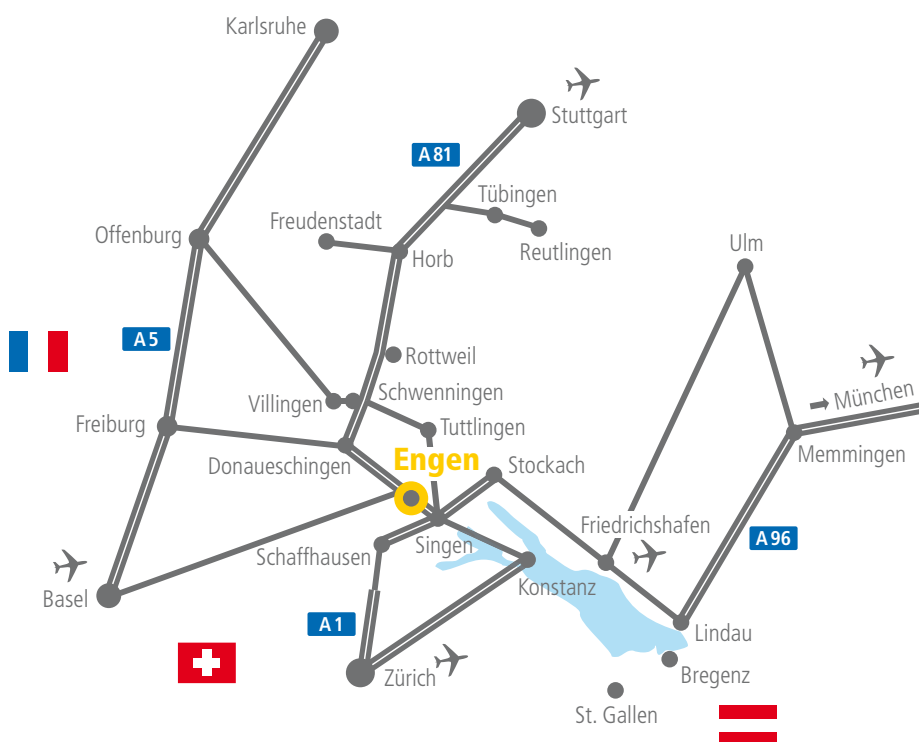 Karlsruhe
Stuttgart
A 81
Tübingen
Freudenstadt
Reutlingen
Offenburg
Horb
Ulm
A 5
Rottweil
Schwenningen
Villingen
München
Freiburg
Tuttlingen
Memmingen
Donaueschingen
Engen
Stockach
Friedrichshafen
A 96
Schaffhausen
Singen
Konstanz
Basel
A 1
Lindau
Zürich
Bregenz
St. Gallen